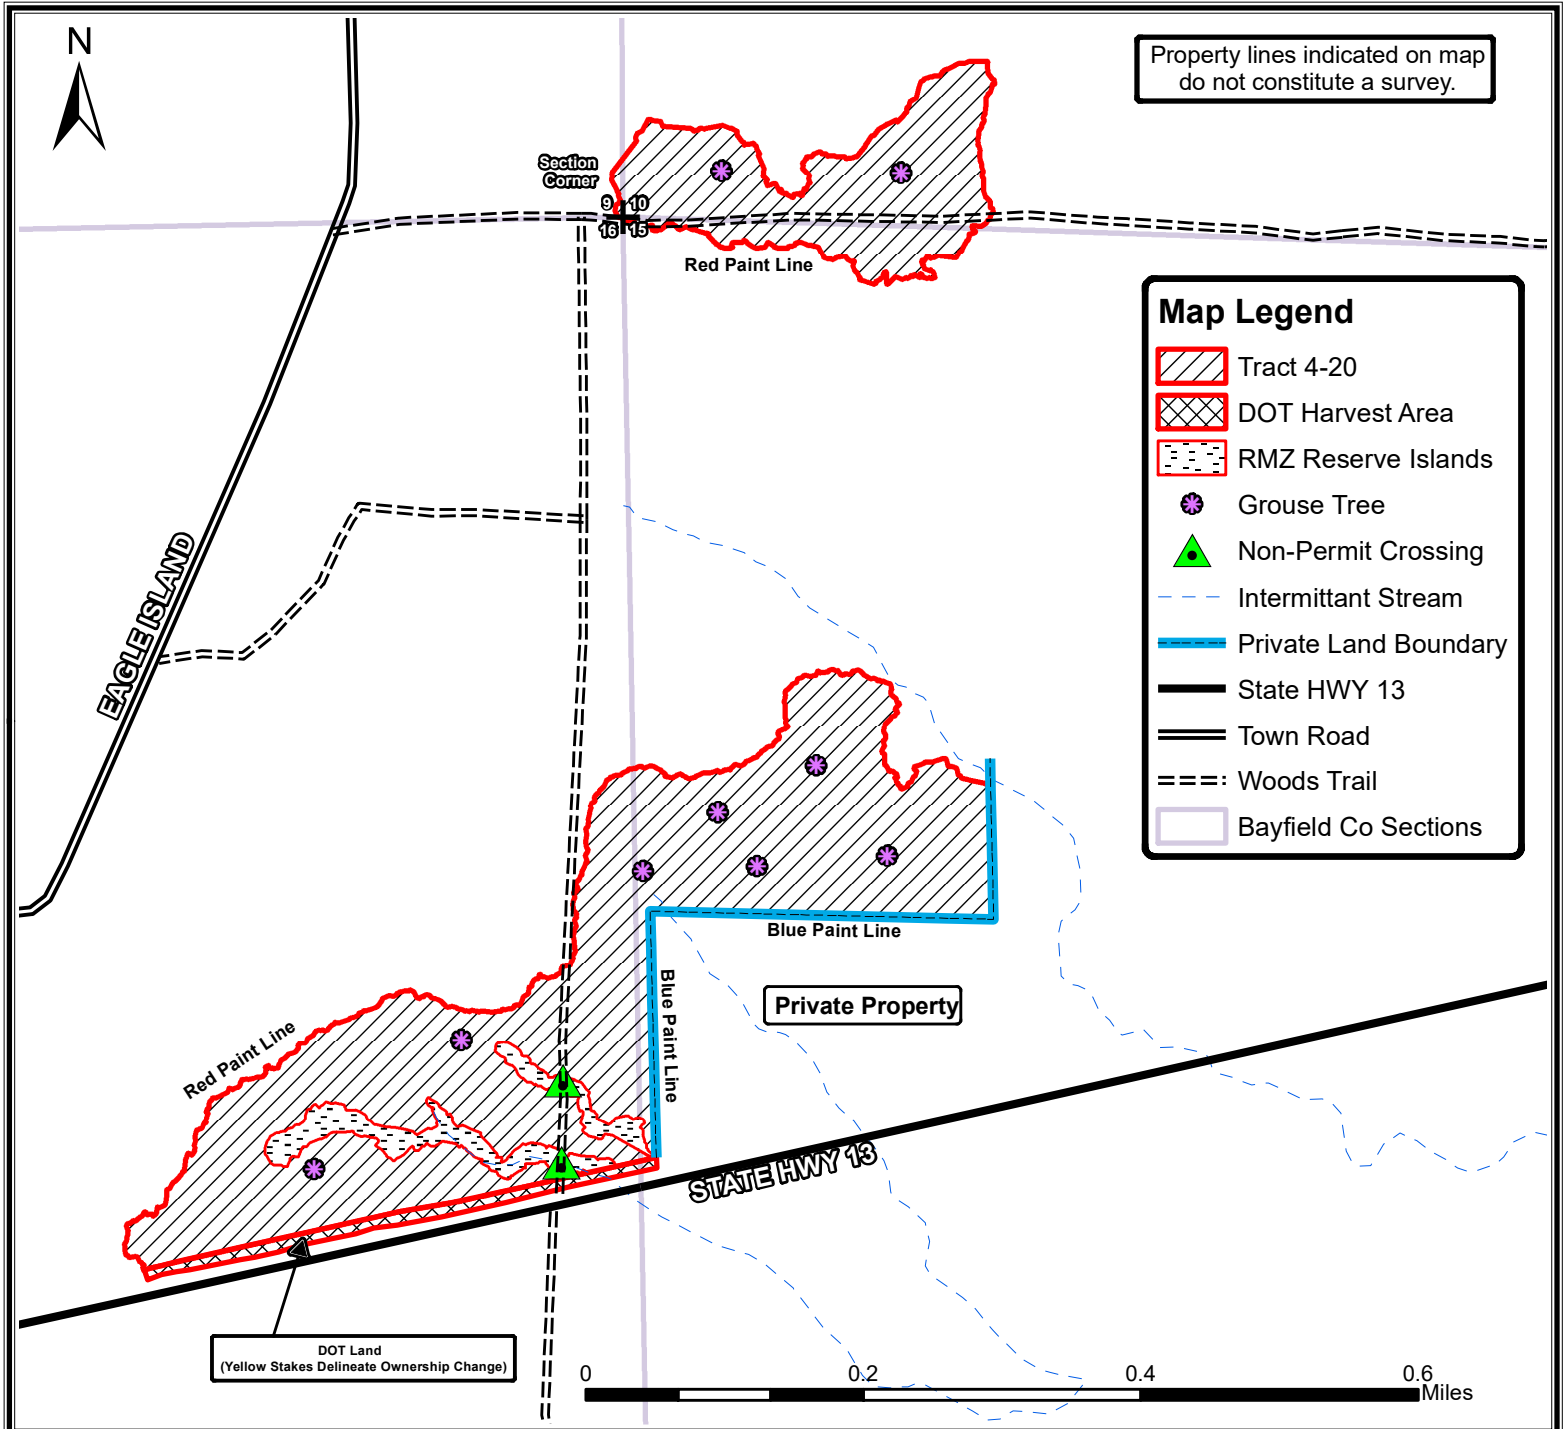 N
Property lines indicated on map
do not constitute a survey.
Section
Corner
9 10
16 15
Red Paint Line
Map Legend
Tract 4-20
DOT Harvest Area
RMZ Reserve Islands
Grouse Tree
Non-Permit Crossing
Intermittant Stream
Private Land Boundary
State HWY 13
Town Road
Woods Trail
Bayfield Co Sections
EAGLE ISLAND
Blue Paint Line
Blue Paint Line
Private Property
Red Paint Line
STATE HWY 13
DOT Land
(Yellow Stakes Delineate Ownership Change)
0 0.2 0.4 0.6
Miles